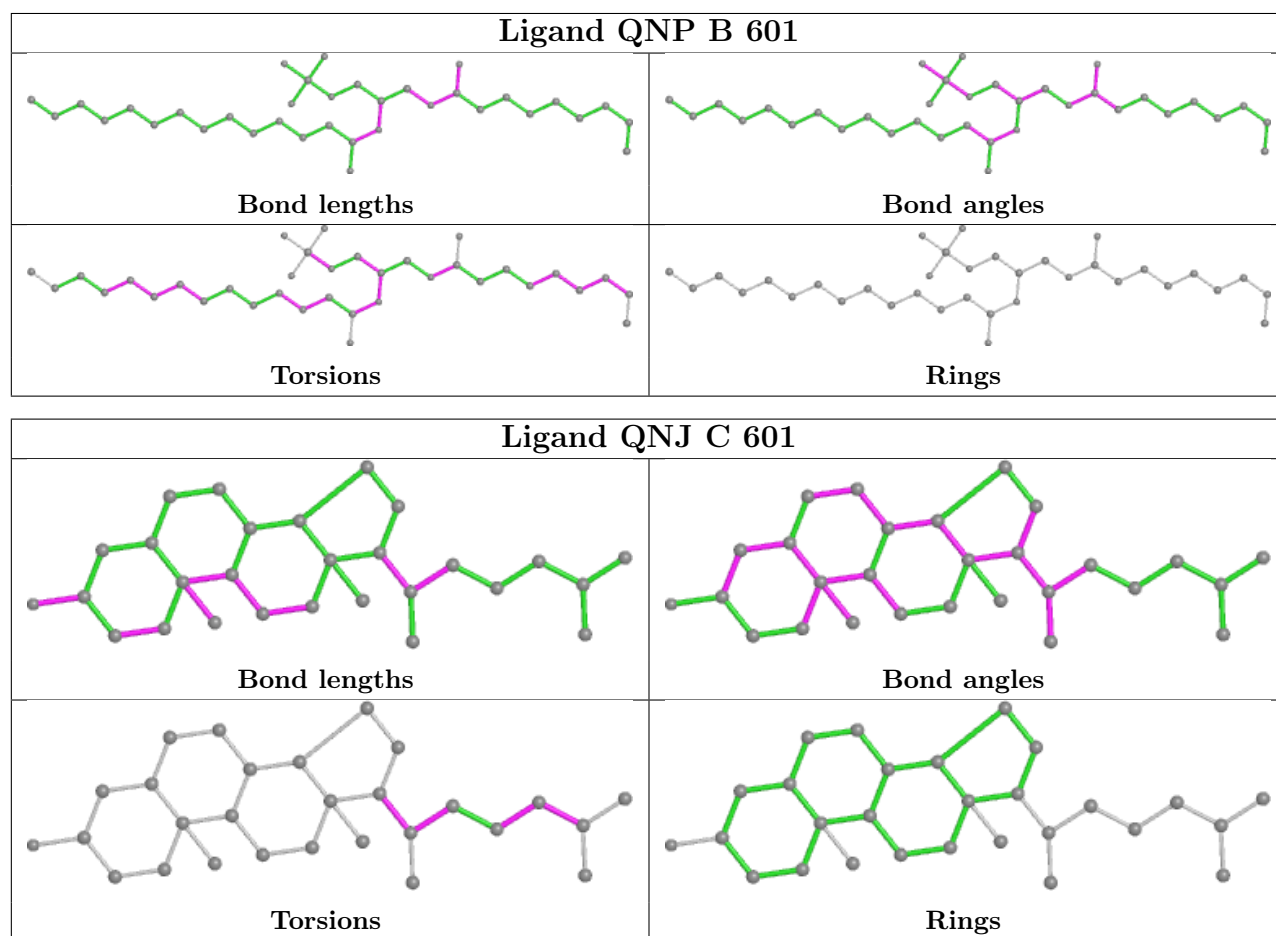 Ligand QNP B 601
Bond lengths
Bond angles
Torsions
Rings
Ligand QNJ C 601
Bond lengths
Bond angles
Torsions
Rings